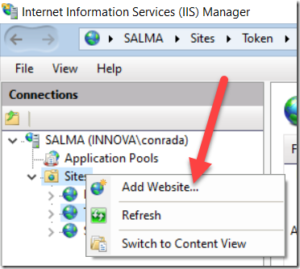 Internet Information Services (IIS) Manager
SALMA ▸ Sites ▸ Token
File View Help
Connections
SALMA (INNOVA\conrada)
Application Pools
Sites
Add Website...
Refresh
Switch to Content View